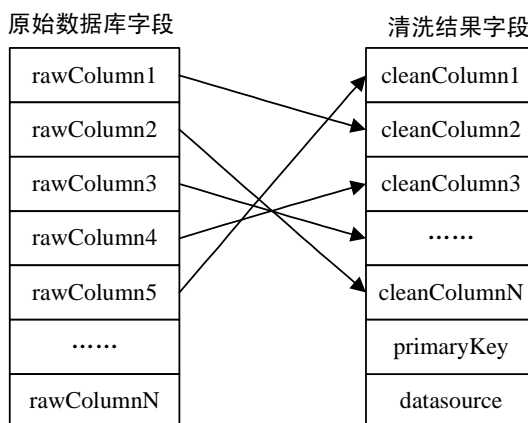 原始数据库字段
rawColumn1
rawColumn2
rawColumn3
rawColumn4
rawColumn5
……
rawColumnN
清洗结果字段
cleanColumn1
cleanColumn2
cleanColumn3
……
cleanColumnN
primaryKey
datasource